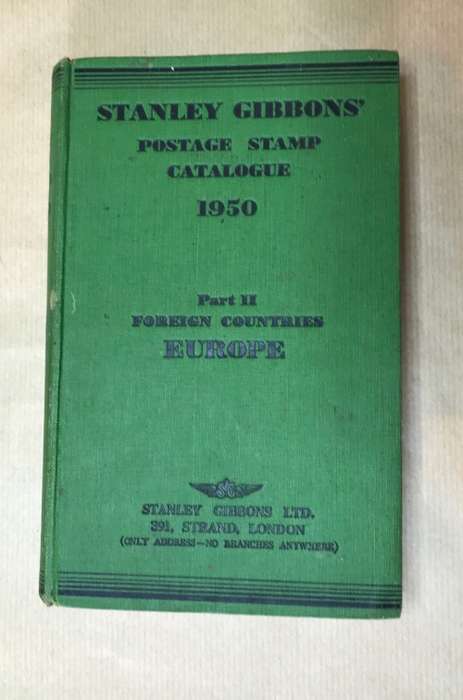 STANLEY GIBBONS'
POSTAGE STAMP
CATALOGUE
1950
Part II
FOREIGN COUNTRIES
EUROPE
SG
STANLEY GIBBONS LTD.
391, STRAND, LONDON
(ONLY ADDRESS—NO BRANCHES ANYWHERE)